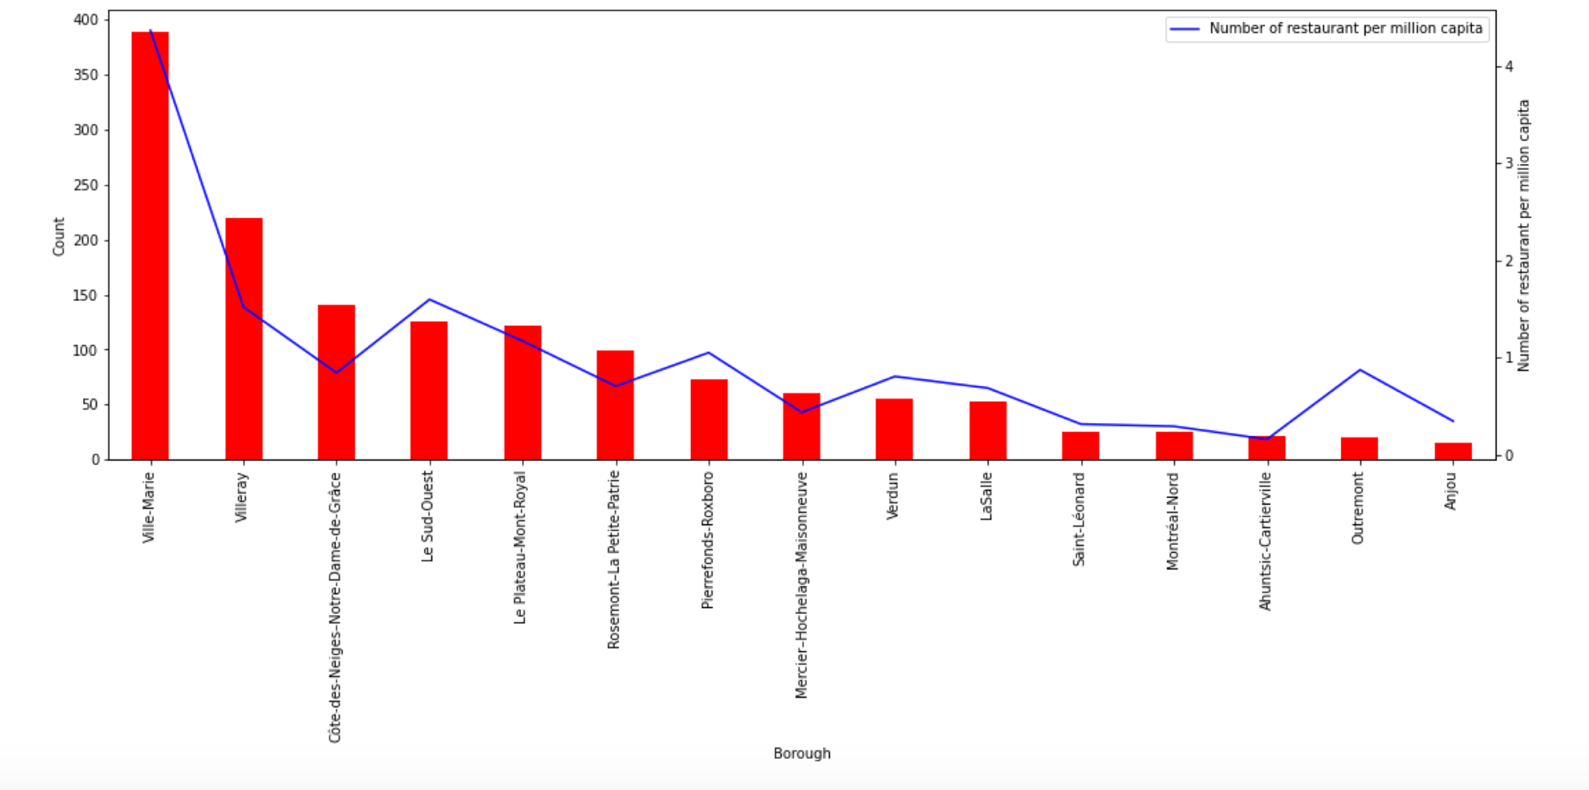 Number of restaurant per million capita
400
350
300
250
200
150
100
50
0
Count
4
3
2
1
0
Number of restaurant per million capita
Ville-Marie
Villeray
Côte-des-Neiges–Notre-Dame-de-Grâce
Le Sud-Ouest
Le Plateau-Mont-Royal
Rosemont–La Petite-Patrie
Pierrefonds-Roxboro
Mercier–Hochelaga-Maisonneuve
Verdun
LaSalle
Saint-Léonard
Montréal-Nord
Ahuntsic-Cartierville
Outremont
Anjou
Borough